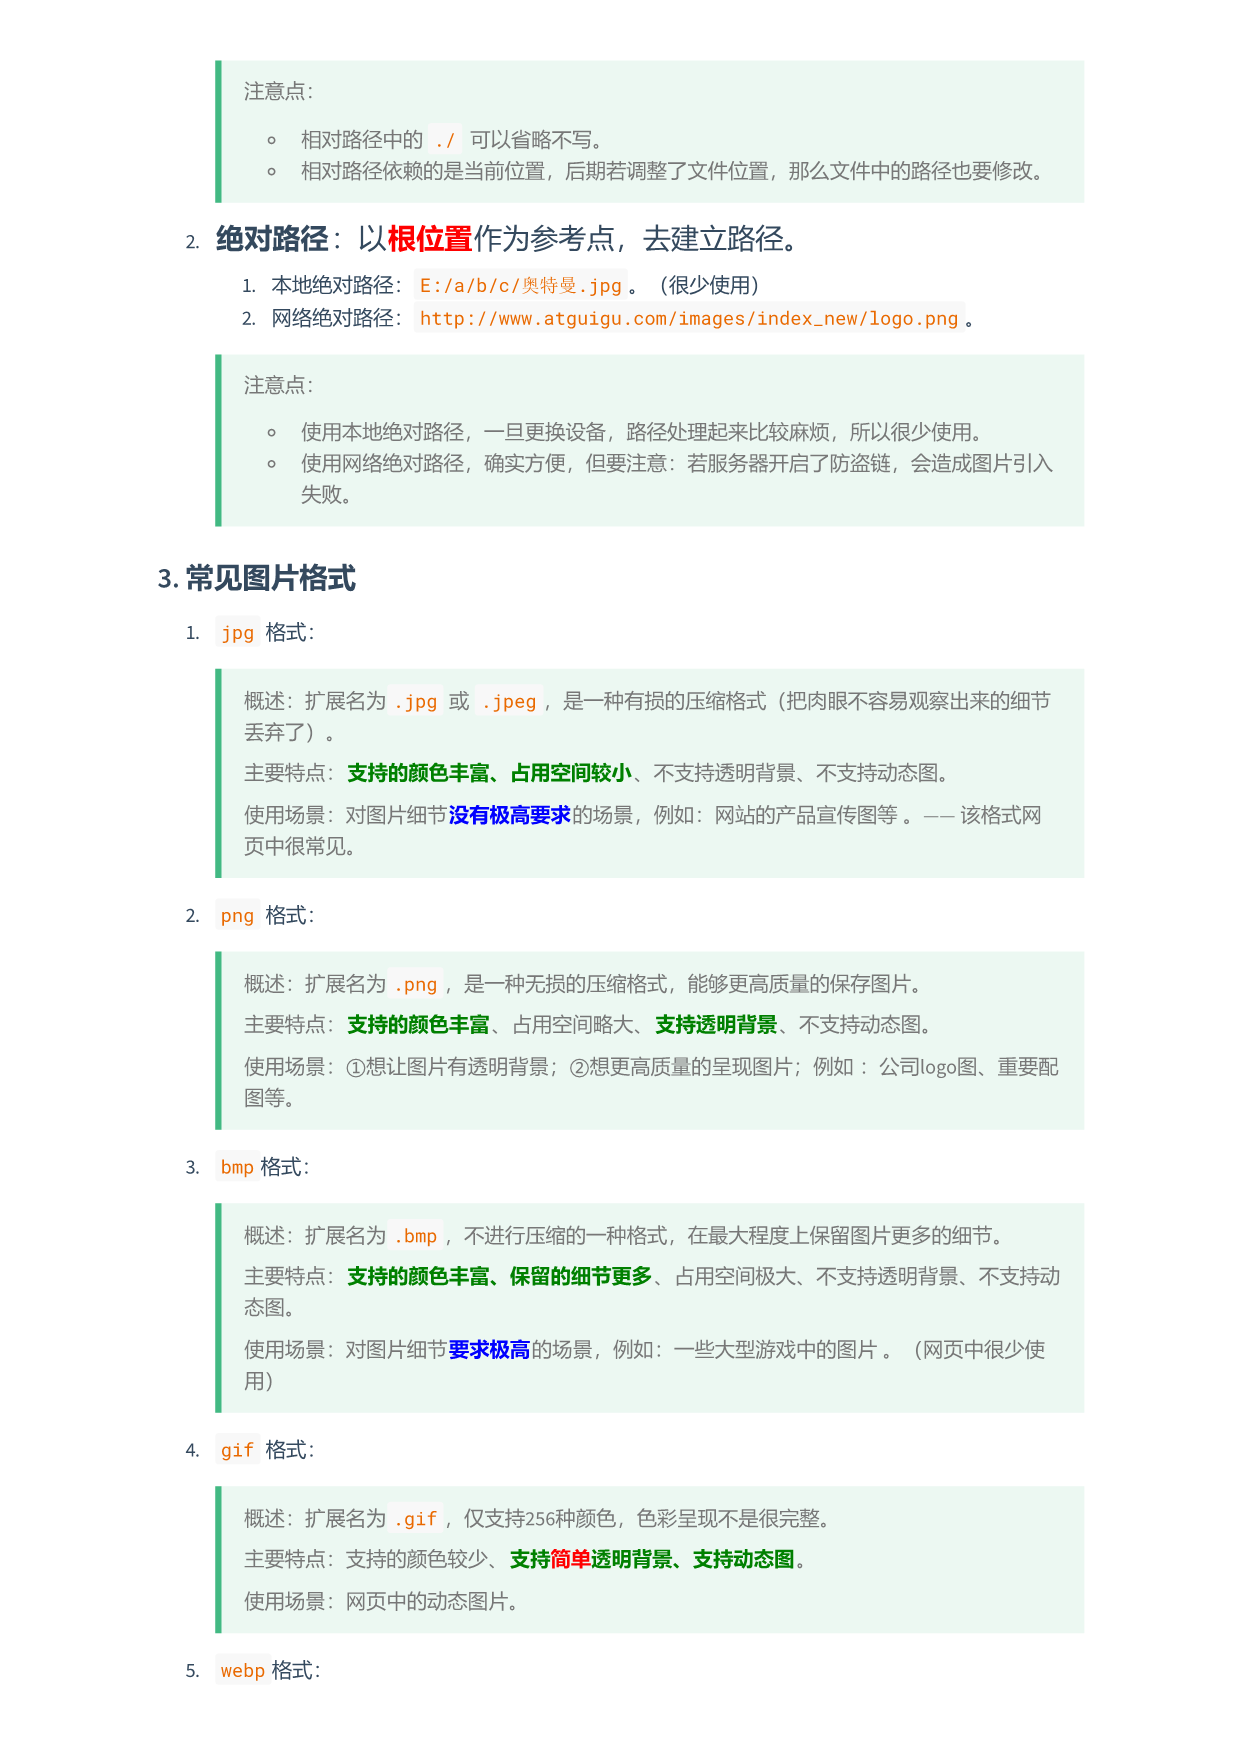 注意点：
相对路径中的 ./ 可以省略不写。
相对路径依赖的是当前位置，后期若调整了文件位置，那么文件中的路径也要修改。
2. 绝对路径：以根位置作为参考点，去建立路径。
1. 本地绝对路径：E:/a/b/c/奥特曼.jpg 。（很少使用）
2. 网络绝对路径：http://www.atguigu.com/images/index_new/logo.png 。
注意点：
使用本地绝对路径，一旦更换设备，路径处理起来比较麻烦，所以很少使用。
使用网络绝对路径，确实方便，但要注意：若服务器开启了防盗链，会造成图片引入
失败。
3. 常见图片格式
1. jpg 格式：
概述：扩展名为 .jpg 或 .jpeg ，是一种有损的压缩格式（把肉眼不容易观察出来的细节
丢弃了）。
主要特点：支持的颜色丰富、占用空间较小、不支持透明背景、不支持动态图。
使用场景：对图片细节没有极高要求的场景，例如：网站的产品宣传图等 。—— 该格式网
页中很常见。
2. png 格式：
概述：扩展名为 .png ，是一种无损的压缩格式，能够更高质量的保存图片。
主要特点：支持的颜色丰富、占用空间略大、支持透明背景、不支持动态图。
使用场景：①想让图片有透明背景；②想更高质量的呈现图片；例如 ：公司logo图、重要配
图等。
3. bmp 格式：
概述：扩展名为 .bmp ，不进行压缩的一种格式，在最大程度上保留图片更多的细节。
主要特点：支持的颜色丰富、保留的细节更多、占用空间极大、不支持透明背景、不支持动
态图。
使用场景：对图片细节要求极高的场景，例如：一些大型游戏中的图片 。（网页中很少使
用）
4. gif 格式：
概述：扩展名为 .gif ，仅支持256种颜色，色彩呈现不是很完整。
主要特点：支持的颜色较少、支持简单透明背景、支持动态图。
使用场景：网页中的动态图片。
5. webp 格式：